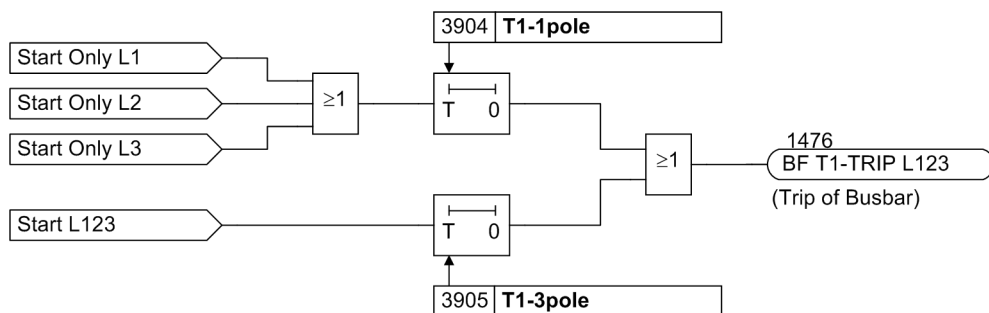 3904 T1-1pole
Start Only L1
Start Only L2
Start Only L3
≥1
T 0
≥1
1476
BF T1-TRIP L123
(Trip of Busbar)
Start L123
T 0
3905 T1-3pole